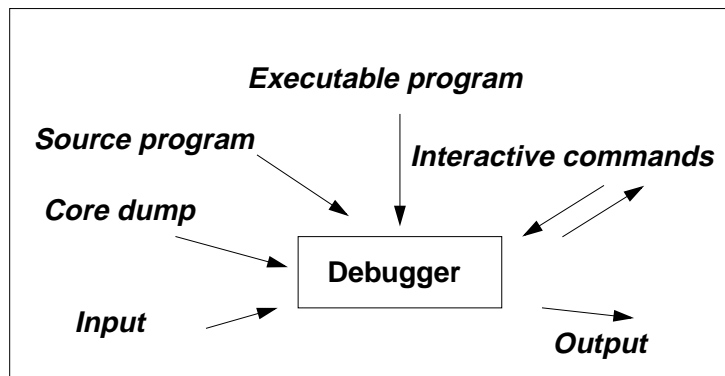 Executable program
Source program
Interactive commands
Core dump
Debugger
Input
Output